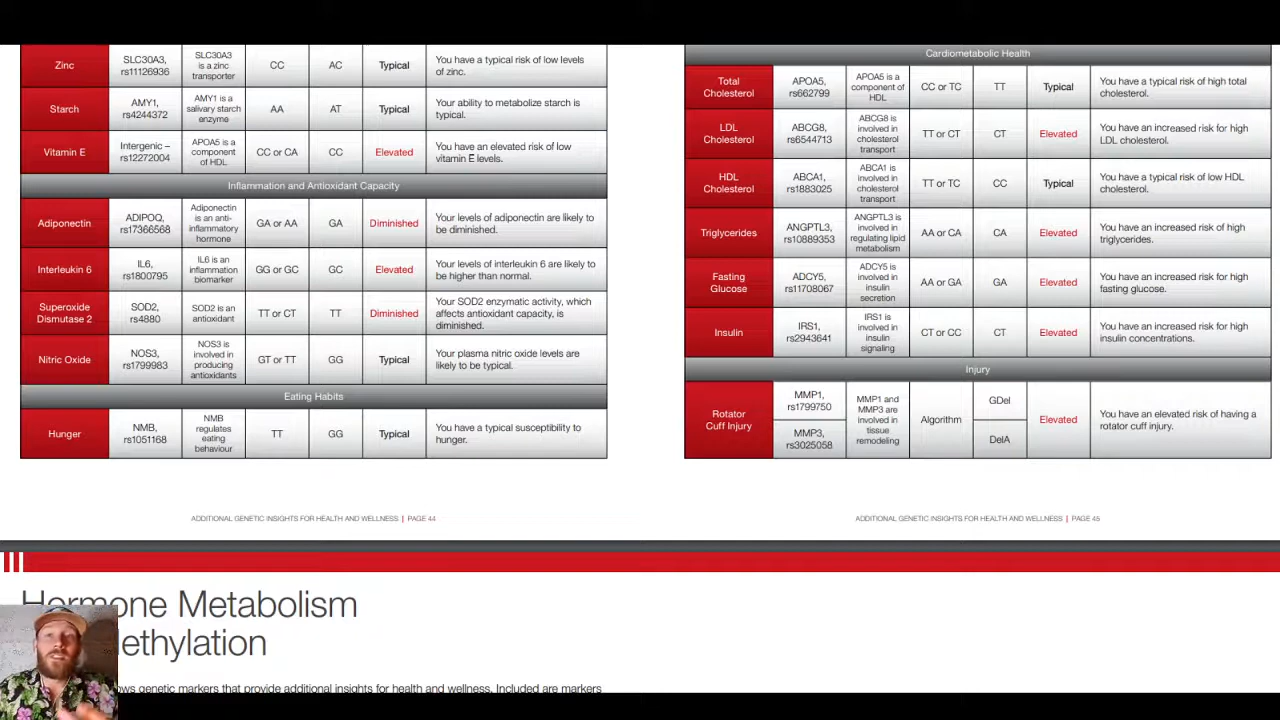 Zinc
SLC30A3,
rs11126936
SLC30A3
is a zinc
transporter
CC
AC
Typical
You have a typical risk of low levels
of zinc.
Starch
AMY1,
rs4244372
AMY1 is a
salivary starch
enzyme
AA
AT
Typical
Your ability to metabolize starch is
typical.
Vitamin E
Intergenic –
rs12272004
APOA5 is a
component
of HDL
CC or CA
CC
Elevated
You have an elevated risk of low
vitamin E levels.
Inflammation and Antioxidant Capacity
Adiponectin
ADIPOQ,
rs17366568
Adiponectin
is an anti-
inflammatory
hormone
GA or AA
GA
Diminished
Your levels of adiponectin are likely to
be diminished.
Interleukin 6
IL6,
rs1800795
IL6 is an
inflammation
biomarker
GG or GC
GC
Elevated
Your levels of interleukin 6 are likely to
be higher than normal.
Superoxide
Dismutase 2
SOD2,
rs4880
SOD2 is an
antioxidant
TT or CT
TT
Diminished
Your SOD2 enzymatic activity, which
affects antioxidant capacity, is
diminished.
Nitric Oxide
NOS3,
rs1799983
NOS3 is
involved in
producing
antioxidants
GT or TT
GG
Typical
Your plasma nitric oxide levels are
likely to be typical.
Eating Habits
Hunger
NMB,
rs1051168
NMB
regulates
eating
behaviour
TT
GG
Typical
You have a typical susceptibility to
hunger.
ADDITIONAL GENETIC INSIGHTS FOR HEALTH AND WELLNESS | PAGE 44
Cardiometabolic Health
Total
Cholesterol
APOA5,
rs662799
APOA5 is a
component of
HDL
CC or TC
TT
Typical
You have a typical risk of high total
cholesterol.
LDL
Cholesterol
ABCG8,
rs6544713
ABCG8 is
involved in
cholesterol
transport
TT or CT
CT
Elevated
You have an increased risk for high
LDL cholesterol.
HDL
Cholesterol
ABCA1,
rs1883025
ABCA1 is
involved in
cholesterol
transport
TT or TC
CC
Typical
You have a typical risk of low HDL
cholesterol.
Triglycerides
ANGPTL3,
rs10889353
ANGPTL3 is
involved in
regulating lipid
metabolism
AA or CA
CA
Elevated
You have an increased risk of high
triglycerides.
Fasting
Glucose
ADCY5,
rs11708067
ADCY5 is
involved in
insulin
secretion
AA or GA
GA
Elevated
You have an increased risk for high
fasting glucose.
Insulin
IRS1,
rs2943641
IRS1 is
involved in
insulin
signaling
CT or CC
CT
Elevated
You have an increased risk for high
insulin concentrations.
Injury
Rotator
Cuff Injury
MMP1,
rs1799750
MMP3,
rs3025058
MMP1 and
MMP3 are
involved in
tissue
remodeling
Algorithm
GDel
DelA
Elevated
You have an elevated risk of having a
rotator cuff injury.
ADDITIONAL GENETIC INSIGHTS FOR HEALTH AND WELLNESS | PAGE 45
Hormone Metabolism
ethylation
ows genetic markers that provide additional insights for health and wellness. Included are markers